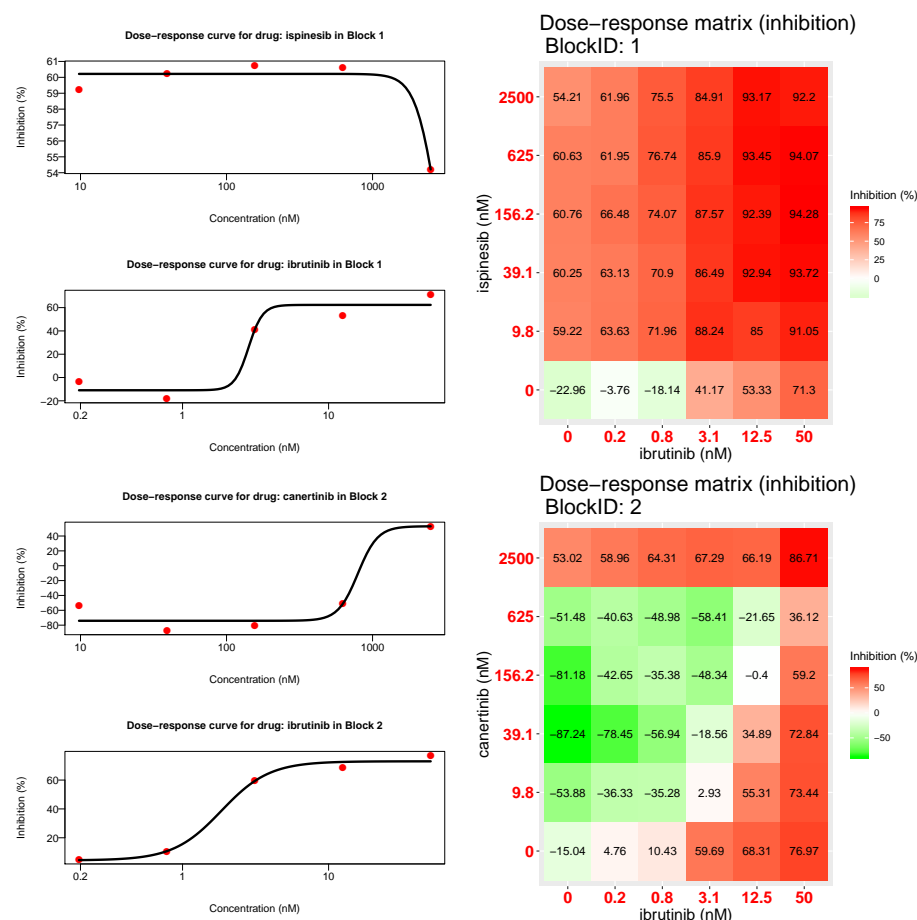 Dose−response curve for drug: ispinesib in Block 1
Inhibition (%)
61
60
59
58
57
56
55
54
10
100
1000
Concentration (nM)
Dose−response curve for drug: ibrutinib in Block 1
Inhibition (%)
60
40
20
0
−20
0.2
1
10
Concentration (nM)
Dose−response matrix (inhibition)
BlockID: 1
ispinesib (nM)
2500 54.21 61.96 75.5 84.91 93.17 92.2
625 60.63 61.95 76.74 85.9 93.45 94.07
156.2 60.76 66.48 74.07 87.57 92.39 94.28
39.1 60.25 63.13 70.9 86.49 92.94 93.72
9.8 59.22 63.63 71.96 88.24 85 91.05
0 −22.96 −3.76 −18.14 41.17 53.33 71.3
0 0.2 0.8 3.1 12.5 50
ibrutinib (nM)
Inhibition (%)
75
50
25
0
Dose−response curve for drug: canertinib in Block 2
Inhibition (%)
40
20
0
−20
−40
−60
−80
10
100
1000
Concentration (nM)
Dose−response curve for drug: ibrutinib in Block 2
Inhibition (%)
60
40
20
0.2
1
10
Concentration (nM)
Dose−response matrix (inhibition)
BlockID: 2
canertinib (nM)
2500 53.02 58.96 64.31 67.29 66.19 86.71
625 −51.48 −40.63 −48.98 −58.41 −21.65 36.12
156.2 −81.18 −42.65 −35.38 −48.34 −0.4 59.2
39.1 −87.24 −78.45 −56.94 −18.56 34.89 72.84
9.8 −53.88 −36.33 −35.28 2.93 55.31 73.44
0 −15.04 4.76 10.43 59.69 68.31 76.97
0 0.2 0.8 3.1 12.5 50
ibrutinib (nM)
Inhibition (%)
50
0
−50